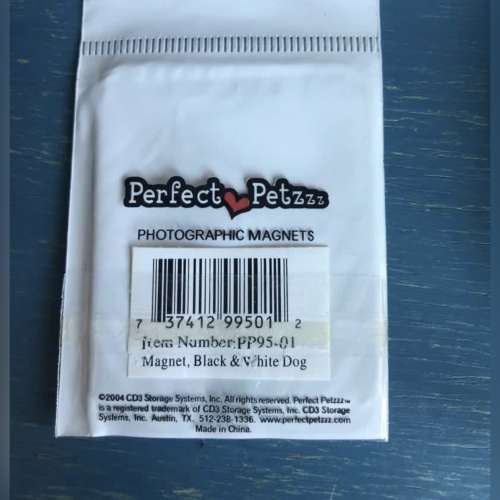 Perfect Petzzz
PHOTOGRAPHIC MAGNETS
7 37412 99501 2
Item Number:PP95-01
Magnet, Black & White Dog
©2004 CD3 Storage Systems, Inc. All rights reserved. Perfect Petzzz™
is a registered trademark of CD3 Storage Systems, Inc. CD3 Storage
Systems, Inc. Austin, TX. 512-238-1336. www.perfectpetzzz.com
Made in China.